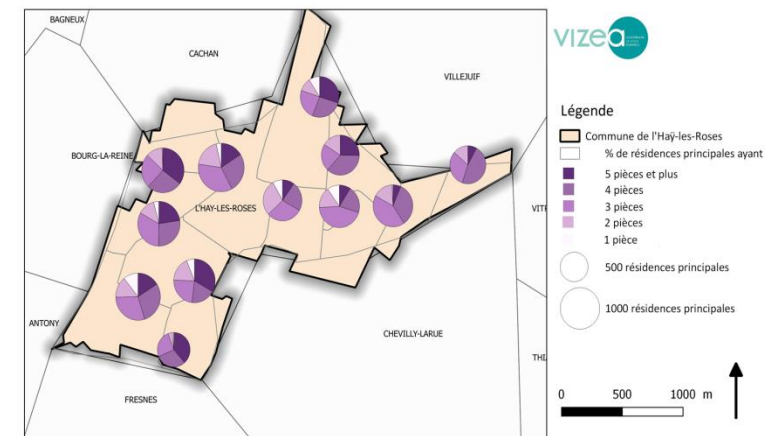 BAGNEUX
CACHAN
VILLEJUIF
BOURG-LA-REINE
L'HAY-LES-ROSES
VIT
ANTONY
CHEVILLY-LARUE
THI
FRESNES
vizea
Légende
Commune de l'Haÿ-les-Roses
% de résidences principales ayant
5 pièces et plus
4 pièces
3 pièces
2 pièces
1 pièce
500 résidences principales
1000 résidences principales
0 500 1000 m